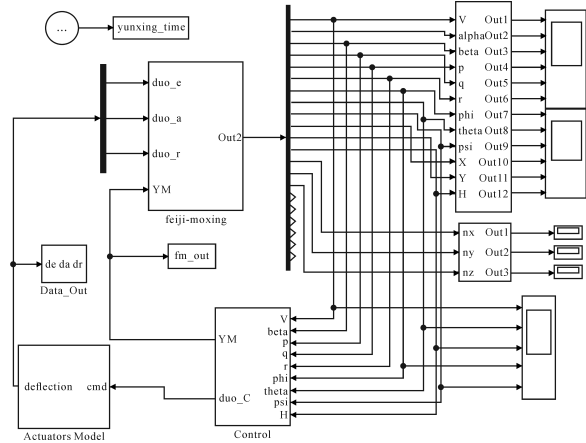 ...
yunxing_time
duo_e
duo_a
duo_r
YM
Out2
feiji-moxing
V Out1
alpha Out2
beta Out3
p Out4
q Out5
r Out6
phi Out7
theta Out8
psi Out9
X Out10
Y Out11
H Out12
nx Out1
ny Out2
nz Out3
de da dr
Data_Out
fm_out
YM
duo_C
V
beta
p
q
r
phi
theta
psi
H
Control
deflection cmd
Actuators Model